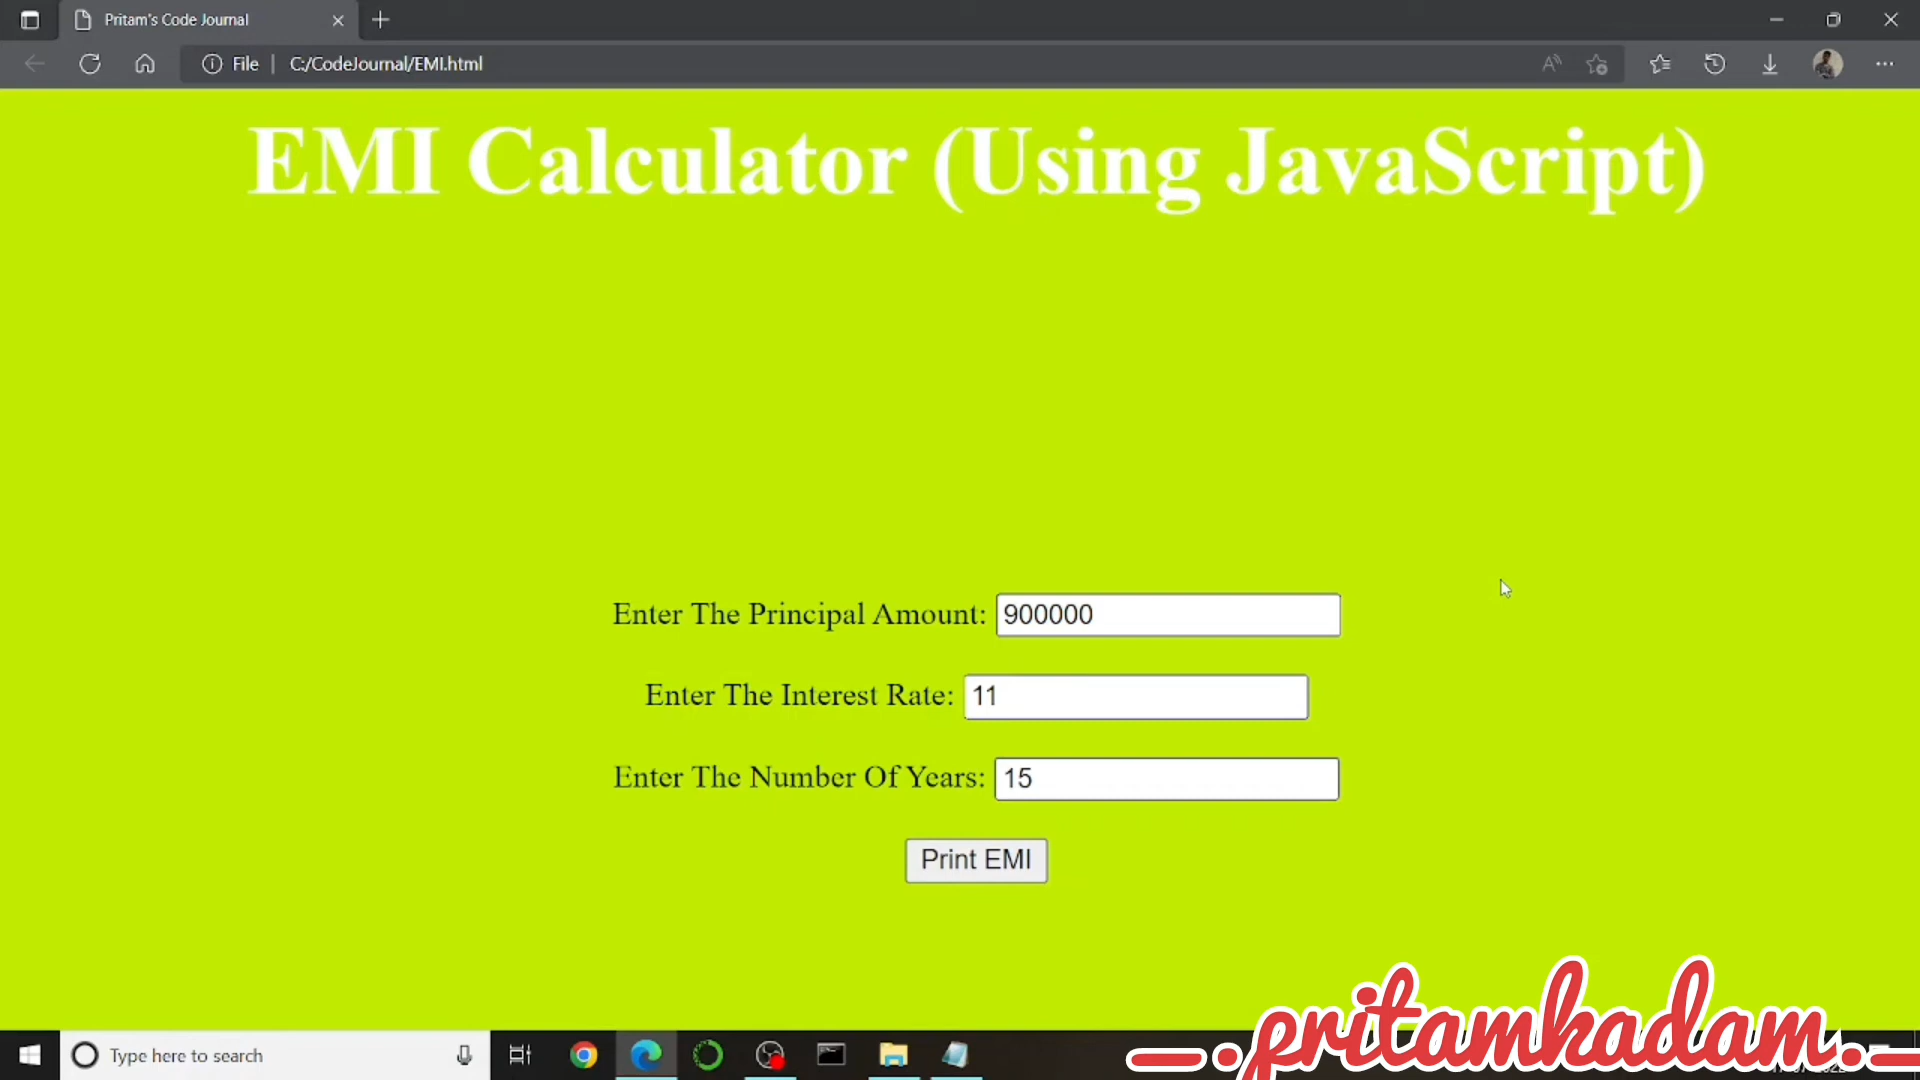 Pritam's Code Journal
File
C:/CodeJournal/EMI.html
EMI Calculator (Using JavaScript)
Enter The Principal Amount: 900000
Enter The Interest Rate: 11
Enter The Number Of Years: 15
Print EMI
Type here to search
_.pritamkadam._